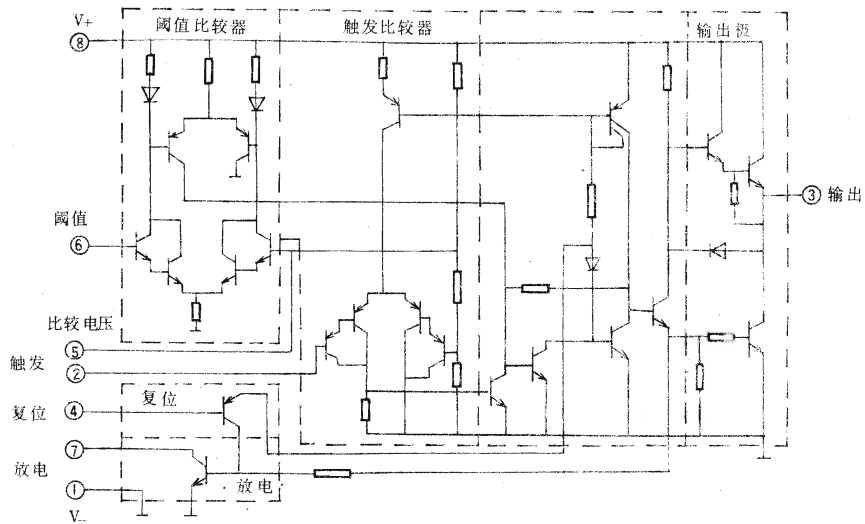 V+
⑧
阈值比较器
触发比较器
输出极
③ 输出
阈值
⑥
比较电压
⑤
触发
②
复位
复位
④
⑦
放电
放电
①
V-